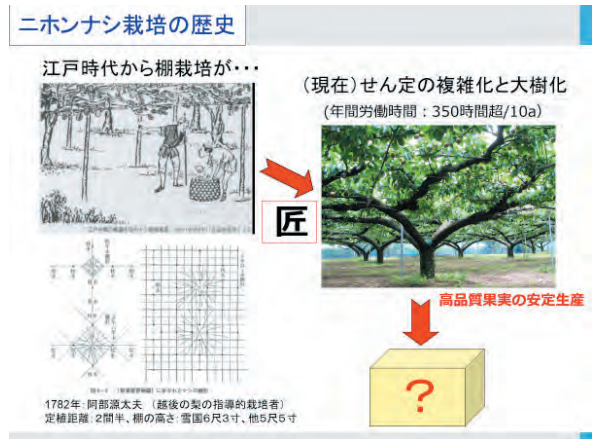 ニホンナシ栽培の歴史
江戸時代から棚栽培が・・・
（現在）せん定の複雑化と大樹化
(年間労働時間：350時間超/10a）
匠
高品質果実の安定生産
?
1782年：阿部源太夫　（越後の梨の指導的栽培者）
定植距離：2間半、棚の高さ：雪国6尺3寸、他5尺5寸